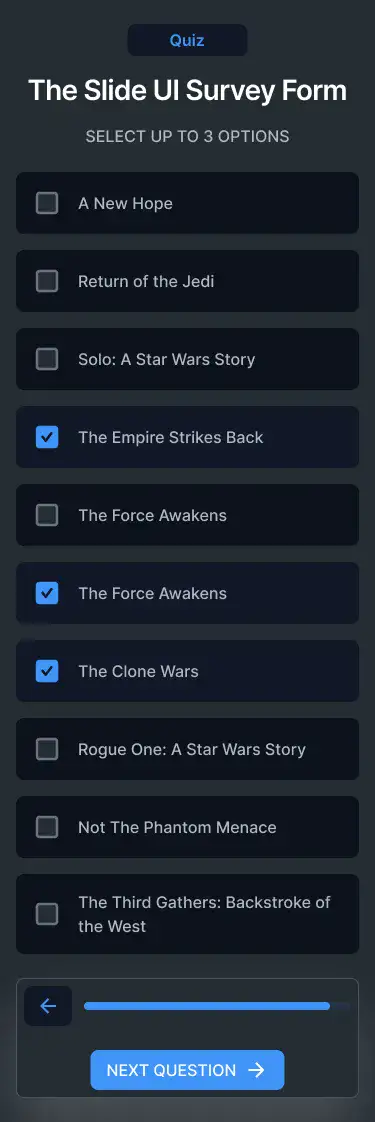 Quiz
The Slide UI Survey Form
SELECT UP TO 3 OPTIONS
A New Hope
Return of the Jedi
Solo: A Star Wars Story
The Empire Strikes Back
The Force Awakens
The Force Awakens
The Clone Wars
Rogue One: A Star Wars Story
Not The Phantom Menace
The Third Gathers: Backstroke of
the West
NEXT QUESTION